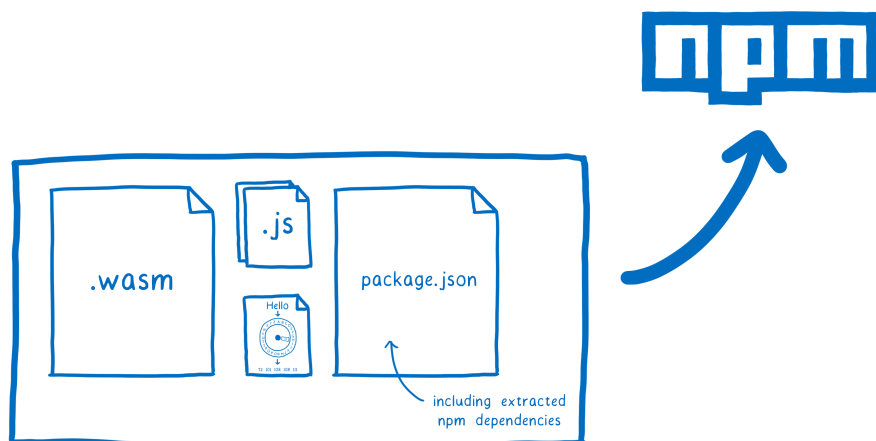 npm
.wasm
.js
package.json
Hello
including extracted
npm dependencies